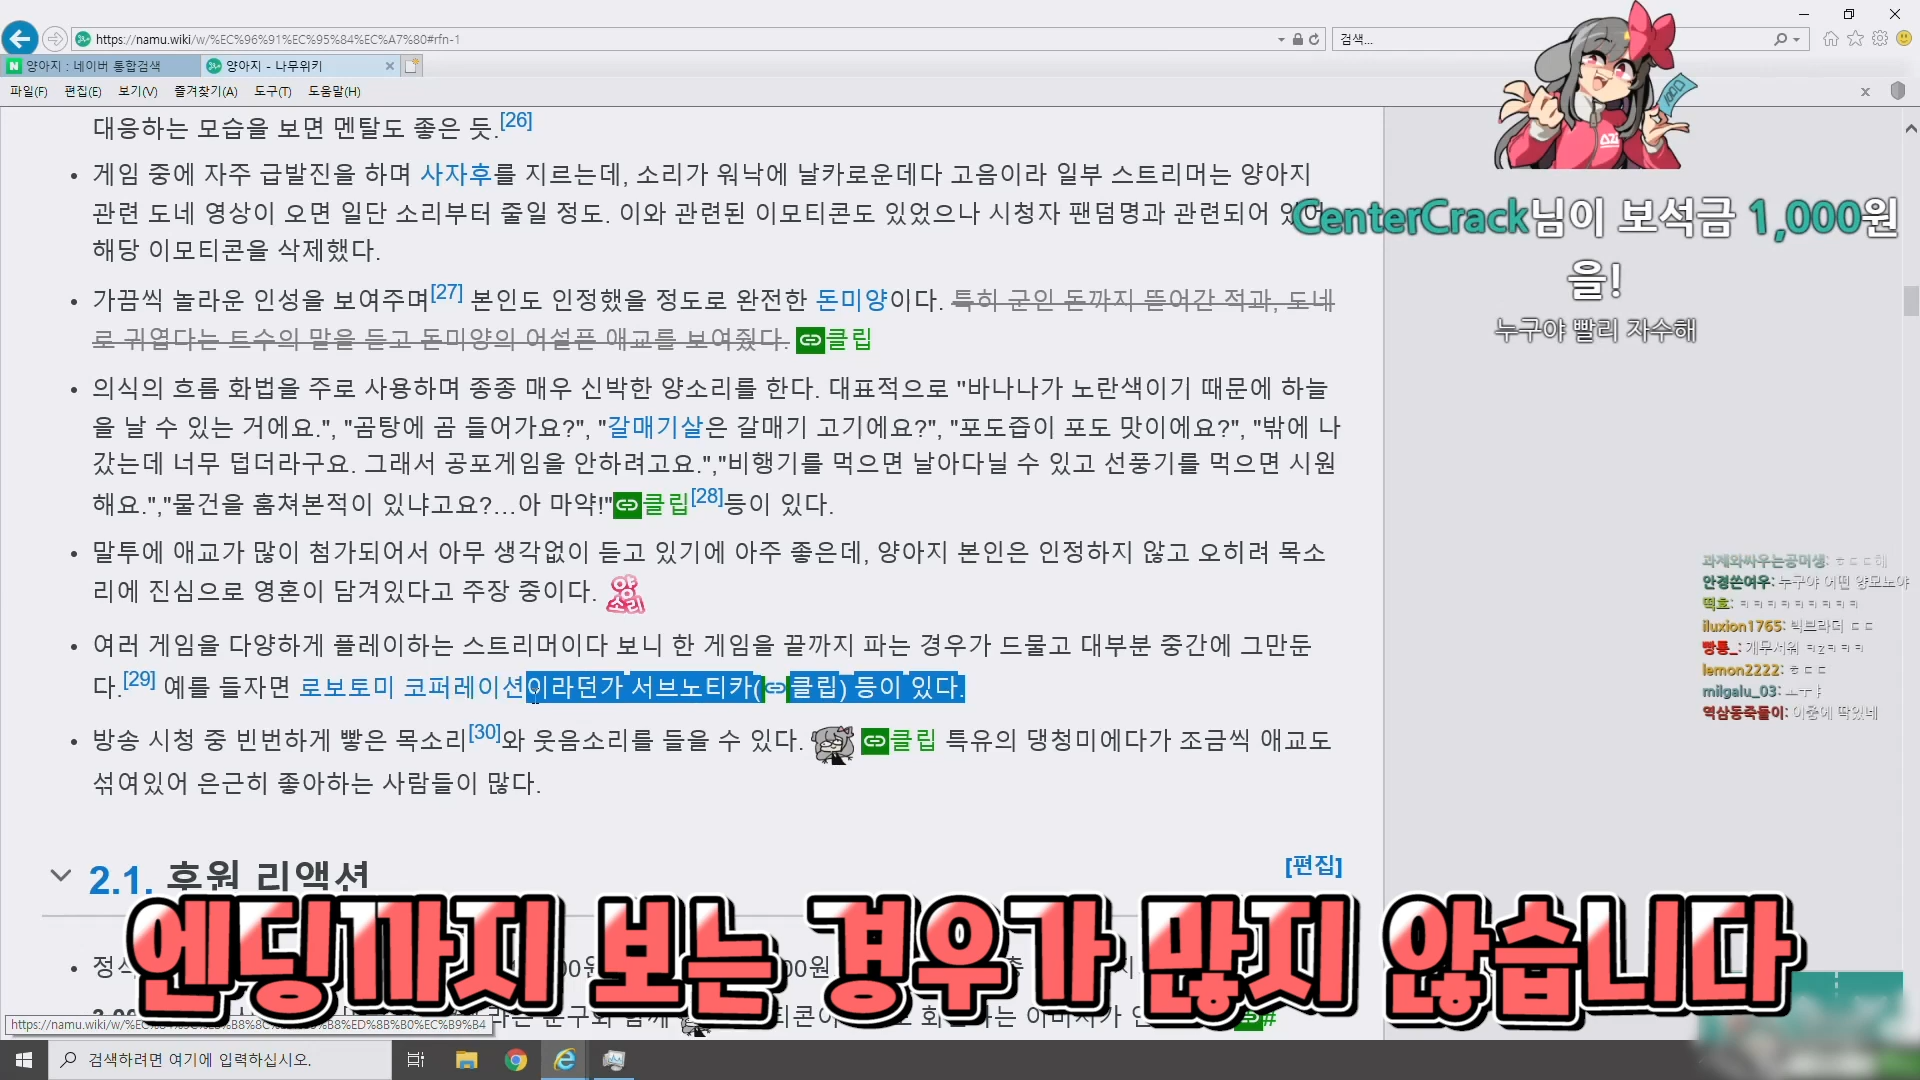 https://namu.wiki/w/%EC%96%91%EC%95%84%EC%A7%80#rfn-1
검색...
양아지 : 네이버 통합검색
양아지 - 나무위키
파일(F) 편집(E) 보기(V) 즐겨찾기(A) 도구(T) 도움말(H)
대응하는 모습을 보면 멘탈도 좋은 듯.[26]
• 게임 중에 자주 급발진을 하며 사자후를 지르는데, 소리가 워낙에 날카로운데다 고음이라 일부 스트리머는 양아지
관련 도네 영상이 오면 일단 소리부터 줄일 정도. 이와 관련된 이모티콘도 있었으나 시청자 팬덤명과 관련되어 있어
해당 이모티콘을 삭제했다.
• 가끔씩 놀라운 인성을 보여주며[27] 본인도 인정했을 정도로 완전한 돈미양이다. 특히 군인 돈까지 뜯어간 적과, 도네
로 귀엽다는 트수의 말을 듣고 돈미양의 어설픈 애교를 보여줬다. 클립
• 의식의 흐름 화법을 주로 사용하며 종종 매우 신박한 양소리를 한다. 대표적으로 "바나나가 노란색이기 때문에 하늘
을 날 수 있는 거에요.", "곰탕에 곰 들어가요?", "갈매기살은 갈매기 고기에요?", "포도즙이 포도 맛이에요?", "밖에 나
갔는데 너무 덥더라구요. 그래서 공포게임을 안하려고요.","비행기를 먹으면 날아다닐 수 있고 선풍기를 먹으면 시원
해요.","물건을 훔쳐본적이 있냐고요?...아 마약!"클립[28]등이 있다.
• 말투에 애교가 많이 첨가되어서 아무 생각없이 듣고 있기에 아주 좋은데, 양아지 본인은 인정하지 않고 오히려 목소
리에 진심으로 영혼이 담겨있다고 주장 중이다. 양소리
• 여러 게임을 다양하게 플레이하는 스트리머이다 보니 한 게임을 끝까지 파는 경우가 드물고 대부분 중간에 그만둔
다.[29] 예를 들자면 로보토미 코퍼레이션이라던가 서브노티카(클립) 등이 있다.
• 방송 시청 중 빈번하게 빻은 목소리[30]와 웃음소리를 들을 수 있다. 클립 특유의 댕청미에다가 조금씩 애교도
섞여있어 은근히 좋아하는 사람들이 많다.
2.1. 후원 리액션
[편집]
CenterCrack님이 보석금 1,000원
을!
누구야 빨리 자수해
과제와싸우는공머생: ㅎㄷㄷ해
안경쓴여우: 누구야 어떤 양모노야
떡호: ㅋㅋㅋㅋㅋㅋㅋㅋㅋ
iluxion1765: 빅브라더 ㄷㄷ
빵통_: 개무서워 ㅋㅋㅋㅋ
lemon2222: ㅎㄷㄷ
milgalu_03: ㅗㅜㅑ
역삼동죽돌이: 이중에 딱있네
엔딩까지 보는 경우가 많지 않습니다
검색하려면 여기에 입력하십시오.